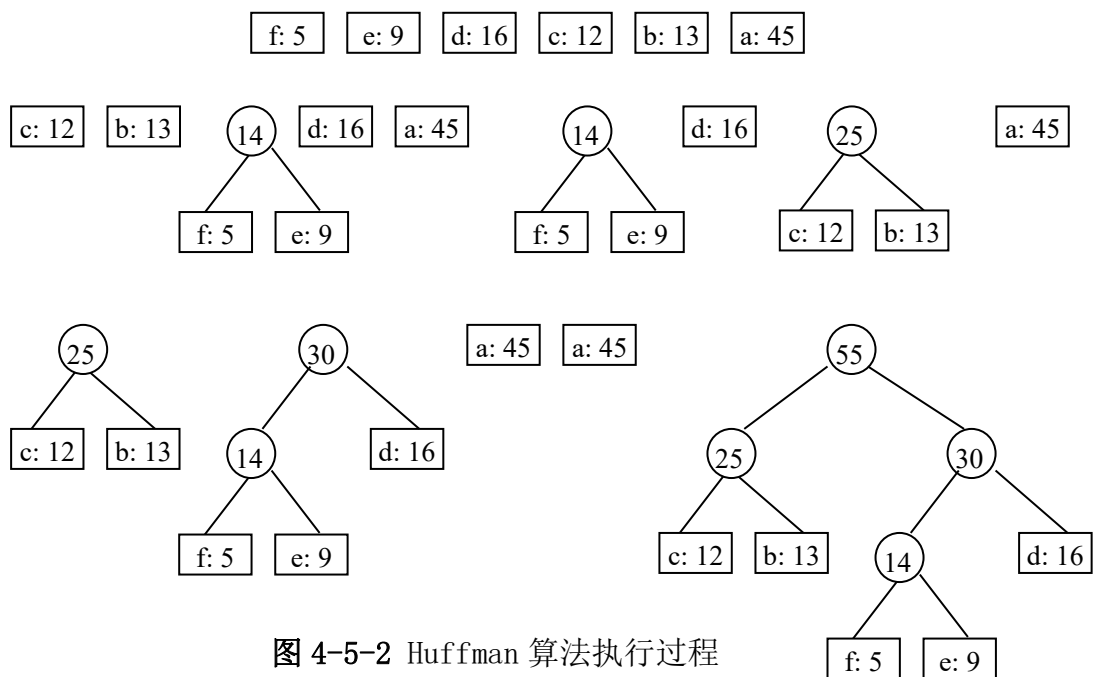 f: 5 e: 9 d: 16 c: 12 b: 13 a: 45
c: 12 b: 13 14 d: 16 a: 45 14 d: 16 25 a: 45
f: 5 e: 9 f: 5 e: 9 c: 12 b: 13
25 30 a: 45 a: 45 55
c: 12 b: 13 14 d: 16 25 30
f: 5 e: 9 c: 12 b: 13 14 d: 16
f: 5 e: 9
图 4-5-2 Huffman 算法执行过程